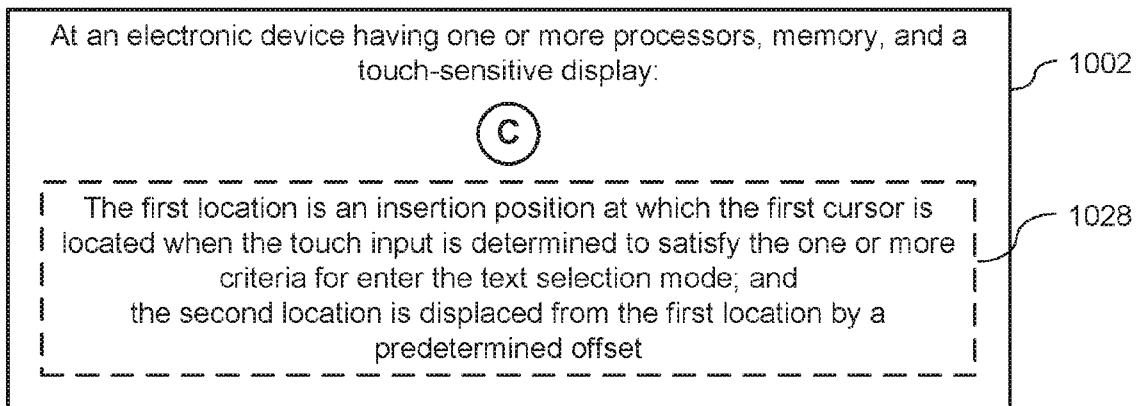 At an electronic device having one or more processors, memory, and a
touch-sensitive display:
1002
C
The first location is an insertion position at which the first cursor is
1028
located when the touch input is determined to satisfy the one or more
criteria for enter the text selection mode; and
the second location is displaced from the first location by a
predetermined offset